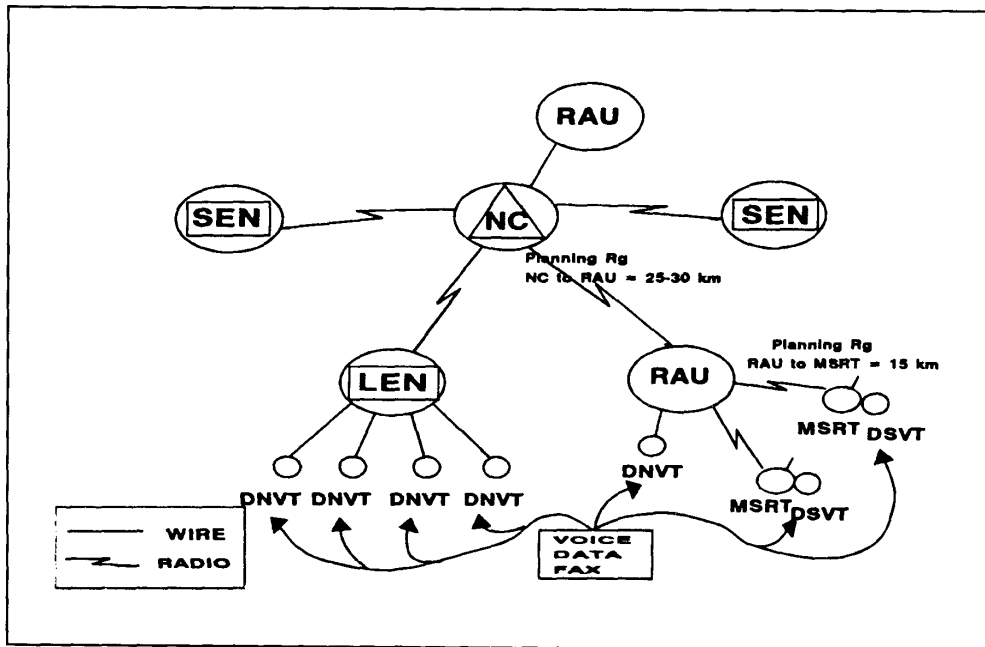 RAU
SEN
NC
SEN
Planning Rg
NC to RAU = 25-30 km
LEN
RAU
Planning Rg
RAU to MSRT = 15 km
MSRT DSVT
DNVT
DNVT DNVT DNVT DNVT
MSRT DSVT
WIRE
RADIO
VOICE
DATA
FAX